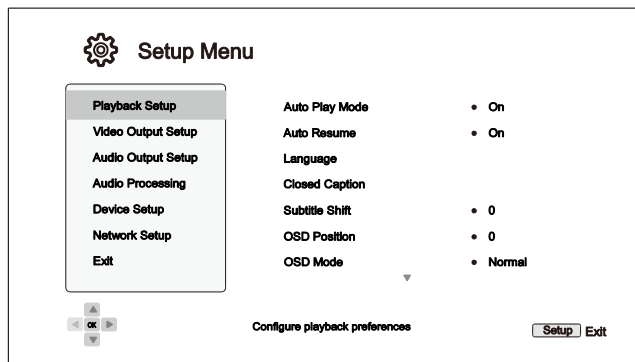 Setup Menu
Playback Setup
Video Output Setup
Audio Output Setup
Audio Processing
Device Setup
Network Setup
Exit
Auto Play Mode • On
Auto Resume • On
Language
Closed Caption
Subtitle Shift • 0
OSD Position • 0
OSD Mode • Normal
OK
Configure playback preferences
Setup Exit